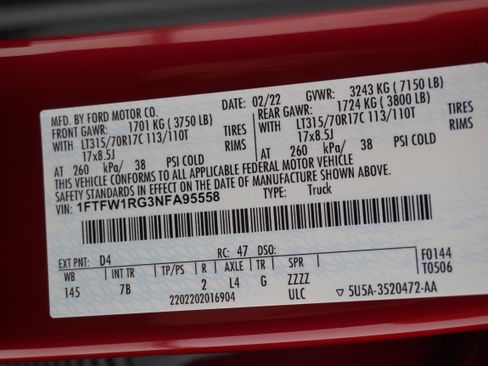 MFD. BY FORD MOTOR CO.
DATE: 02/22 GVWR: 3243 KG ( 7150 LB)
FRONT GAWR: 1701 KG ( 3750 LB) REAR GAWR: 1724 KG ( 3800 LB)
WITH LT315/70R17C 113/110T TIRES WITH LT315/70R17C 113/110T TIRES
17x8.5J RIMS 17x8.5J RIMS
AT 260 kPa/ 38 PSI COLD AT 260 kPa/ 38 PSI COLD
THIS VEHICLE CONFORMS TO ALL APPLICABLE FEDERAL MOTOR VEHICLE
SAFETY STANDARDS IN EFFECT ON THE DATE OF MANUFACTURE SHOWN ABOVE.
VIN: 1FTFW1RG3NFA95558 TYPE: Truck
EXT PNT: D4 RC: 47 DSO: F0144
WB INT TR TP/PS R AXLE TR SPR T0506
145 7B 2 L4 G ZZZZ
2202202016904 ULC ▽ 5U5A-3520472-AA